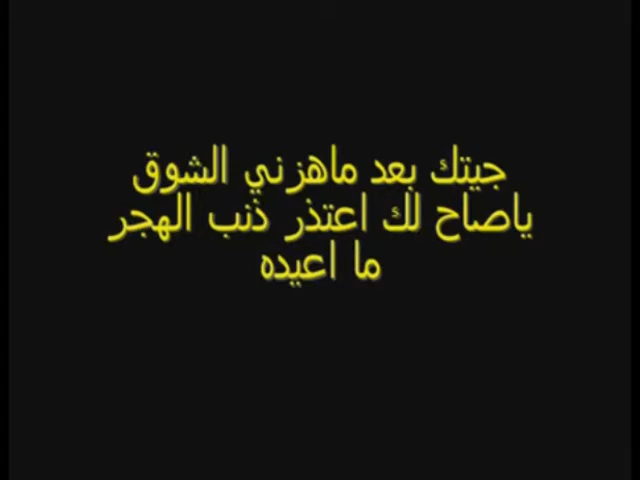 جيتك بعد ماهزني الشوق
ياصاح لك اعتذر ذنب الهجر
ما اعيده